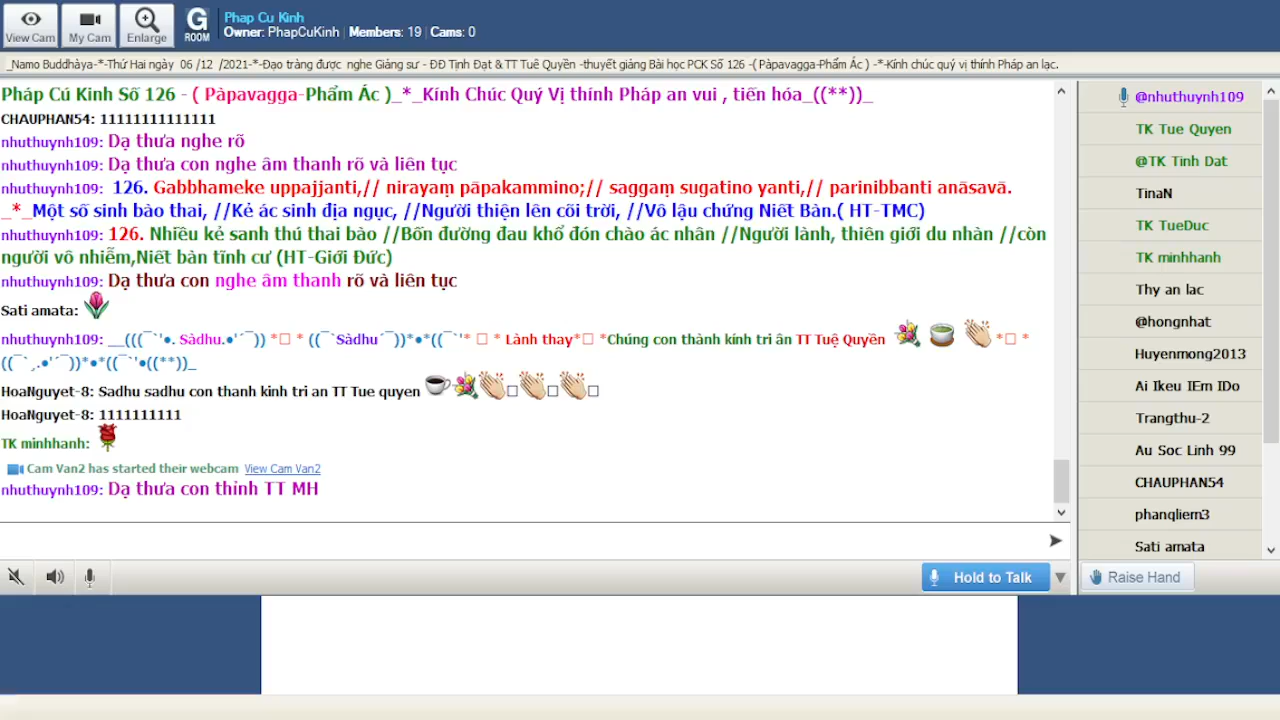 View Cam
My Cam
Enlarge
G
ROOM
Phap Cu Kinh
Owner: PhapCuKinh | Members: 19 | Cams: 0
_Namo Buddhàya-*-Thứ Hai ngày 06 /12 /2021-*-Đạo tràng được nghe Giảng sư - ĐĐ Tịnh Đạt & TT Tuê Quyền -thuyết giảng Bài học PCK Số 126 -( Pàpavagga-Phẩm Ác ) -*-Kính chúc quý vị thính Pháp an lạc.
Pháp Cú Kinh Số 126 - ( Pàpavagga-Phẩm Ác )_*_Kính Chúc Quý Vị thính Pháp an vui , tiến hóa_((**))_
CHAUPHAN54: 11111111111111
nhuthuynh109: Dạ thưa nghe rõ
nhuthuynh109: Dạ thưa con nghe âm thanh rõ và liên tục
nhuthuynh109: 126. Gabbhameke uppajjanti,// nirayaṃ pāpakammino;// saggaṃ sugatino yanti,// parinibbanti anāsavā.
_*_Một số sinh bào thai, //Kẻ ác sinh địa ngục, //Người thiện lên cõi trời, //Vô lậu chứng Niết Bàn.( HT-TMC)
nhuthuynh109: 126. Nhiều kẻ sanh thú thai bào //Bốn đường đau khổ đón chào ác nhân //Người lành, thiên giới du nhàn //còn
người vô nhiễm,Niết bàn tĩnh cư (HT-Giới Đức)
nhuthuynh109: Dạ thưa con nghe âm thanh rõ và liên tục
Sati amata:
nhuthuynh109: __(((¯`'•. Sàdhu.•'´¯)) *▯ * ((¯`Sàdhu´¯))*•*((¯`'* ▯ * Lành thay*▯ *Chúng con thành kính tri ân TT Tuệ Quyền *▯ *
((¯`¸.•'´¯))*•*((¯`'•((**))_
HoaNguyet-8: Sadhu sadhu con thank kinh tri an TT Tue quyen
HoaNguyet-8: 1111111111
TK minhhanh:
Cam Van2 has started their webcam View Cam Van2
nhuthuynh109: Dạ thưa con thỉnh TT MH
Hold to Talk
@nhuthuynh109
TK Tue Quyen
@TK Tinh Dat
TinaN
TK TueDuc
TK minhhanh
Thy an lac
@hongnhat
Huyenmong2013
Ai Ikeu IEm IDo
Trangthu-2
Au Soc Linh 99
CHAUPHAN54
phanqliem3
Sati amata
Raise Hand